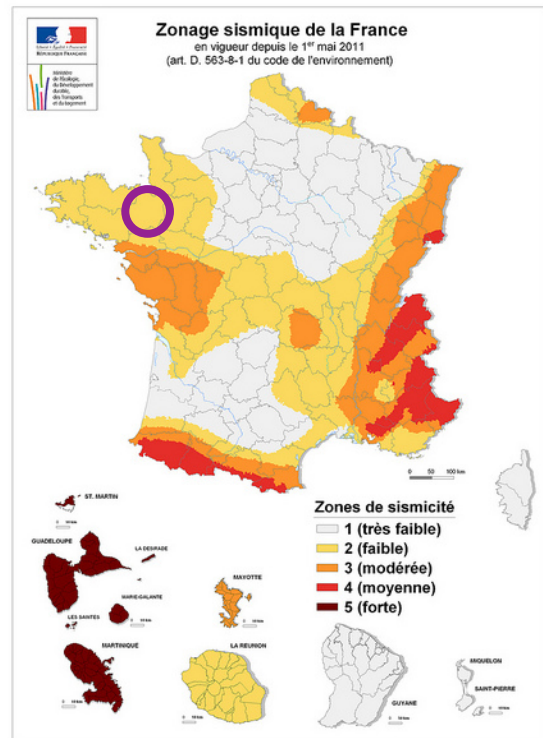 Zonage sismique de la France
en vigueur depuis le 1er mai 2011
(art. D. 563-8-1 du code de l'environnement)
Liberté • Égalité • Fraternité
RÉPUBLIQUE FRANÇAISE
Ministère
de l'Écologie,
du Développement
durable,
des Transports
et du Logement
0 50 100 km
Zones de sismicité
1 (très faible)
2 (faible)
3 (modérée)
4 (moyenne)
5 (forte)
ST. MARTIN
GUADELOUPE
LA DESIRADE
MARIE-GALANTE
LES SAINTES
MARTINIQUE
MAYOTTE
LA REUNION
GUYANE
MIQUELON
SAINT-PIERRE